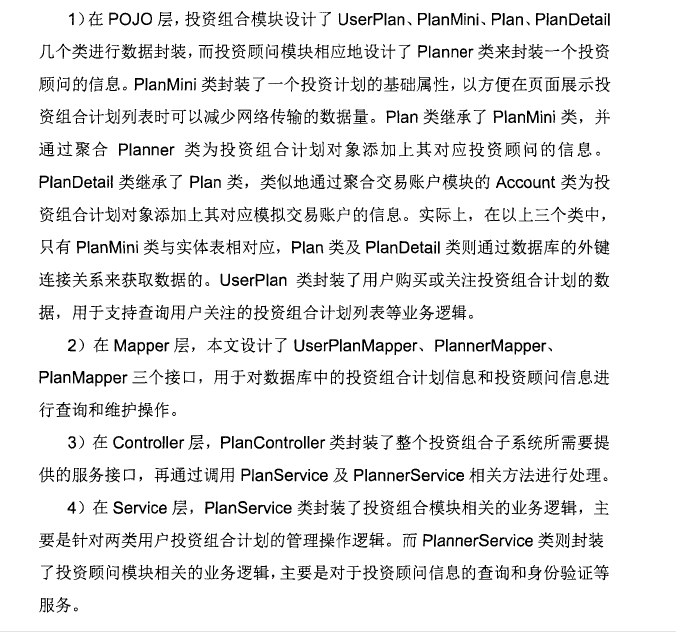 1）在 POJO 层，投资组合模块设计了 UserPlan、PlanMini、Plan、PlanDetail
几个类进行数据封装，而投资顾问模块相应地设计了 Planner 类来封装一个投资
顾问的信息。PlanMini 类封装了一个投资计划的基础属性，以方便在页面展示投
资组合计划列表时可以减少网络传输的数据量。Plan 类继承了 PlanMini 类，并
通过聚合 Planner 类为投资组合计划对象添加上其对应投资顾问的信息。
PlanDetail 类继承了 Plan 类，类似地通过聚合交易账户模块的 Account 类为投
资组合计划对象添加上其对应模拟交易账户的信息。实际上，在以上三个类中，
只有 PlanMini 类与实体表相对应，Plan 类及 PlanDetail 类则通过数据库的外键
连接关系来获取数据的。UserPlan 类封装了用户购买或关注投资组合计划的数
据，用于支持查询用户关注的投资组合计划列表等业务逻辑。
2）在 Mapper 层，本文设计了 UserPlanMapper、PlannerMapper、
PlanMapper 三个接口，用于对数据库中的投资组合计划信息和投资顾问信息进
行查询和维护操作。
3）在 Controller 层，PlanController 类封装了整个投资组合子系统所需要提
供的服务接口，再通过调用 PlanService 及 PlannerService 相关方法进行处理。
4）在 Service 层，PlanService 类封装了投资组合模块相关的业务逻辑，主
要是针对两类用户投资组合计划的管理操作逻辑。而 PlannerService 类则封装
了投资顾问模块相关的业务逻辑，主要是对于投资顾问信息的查询和身份验证等
服务。